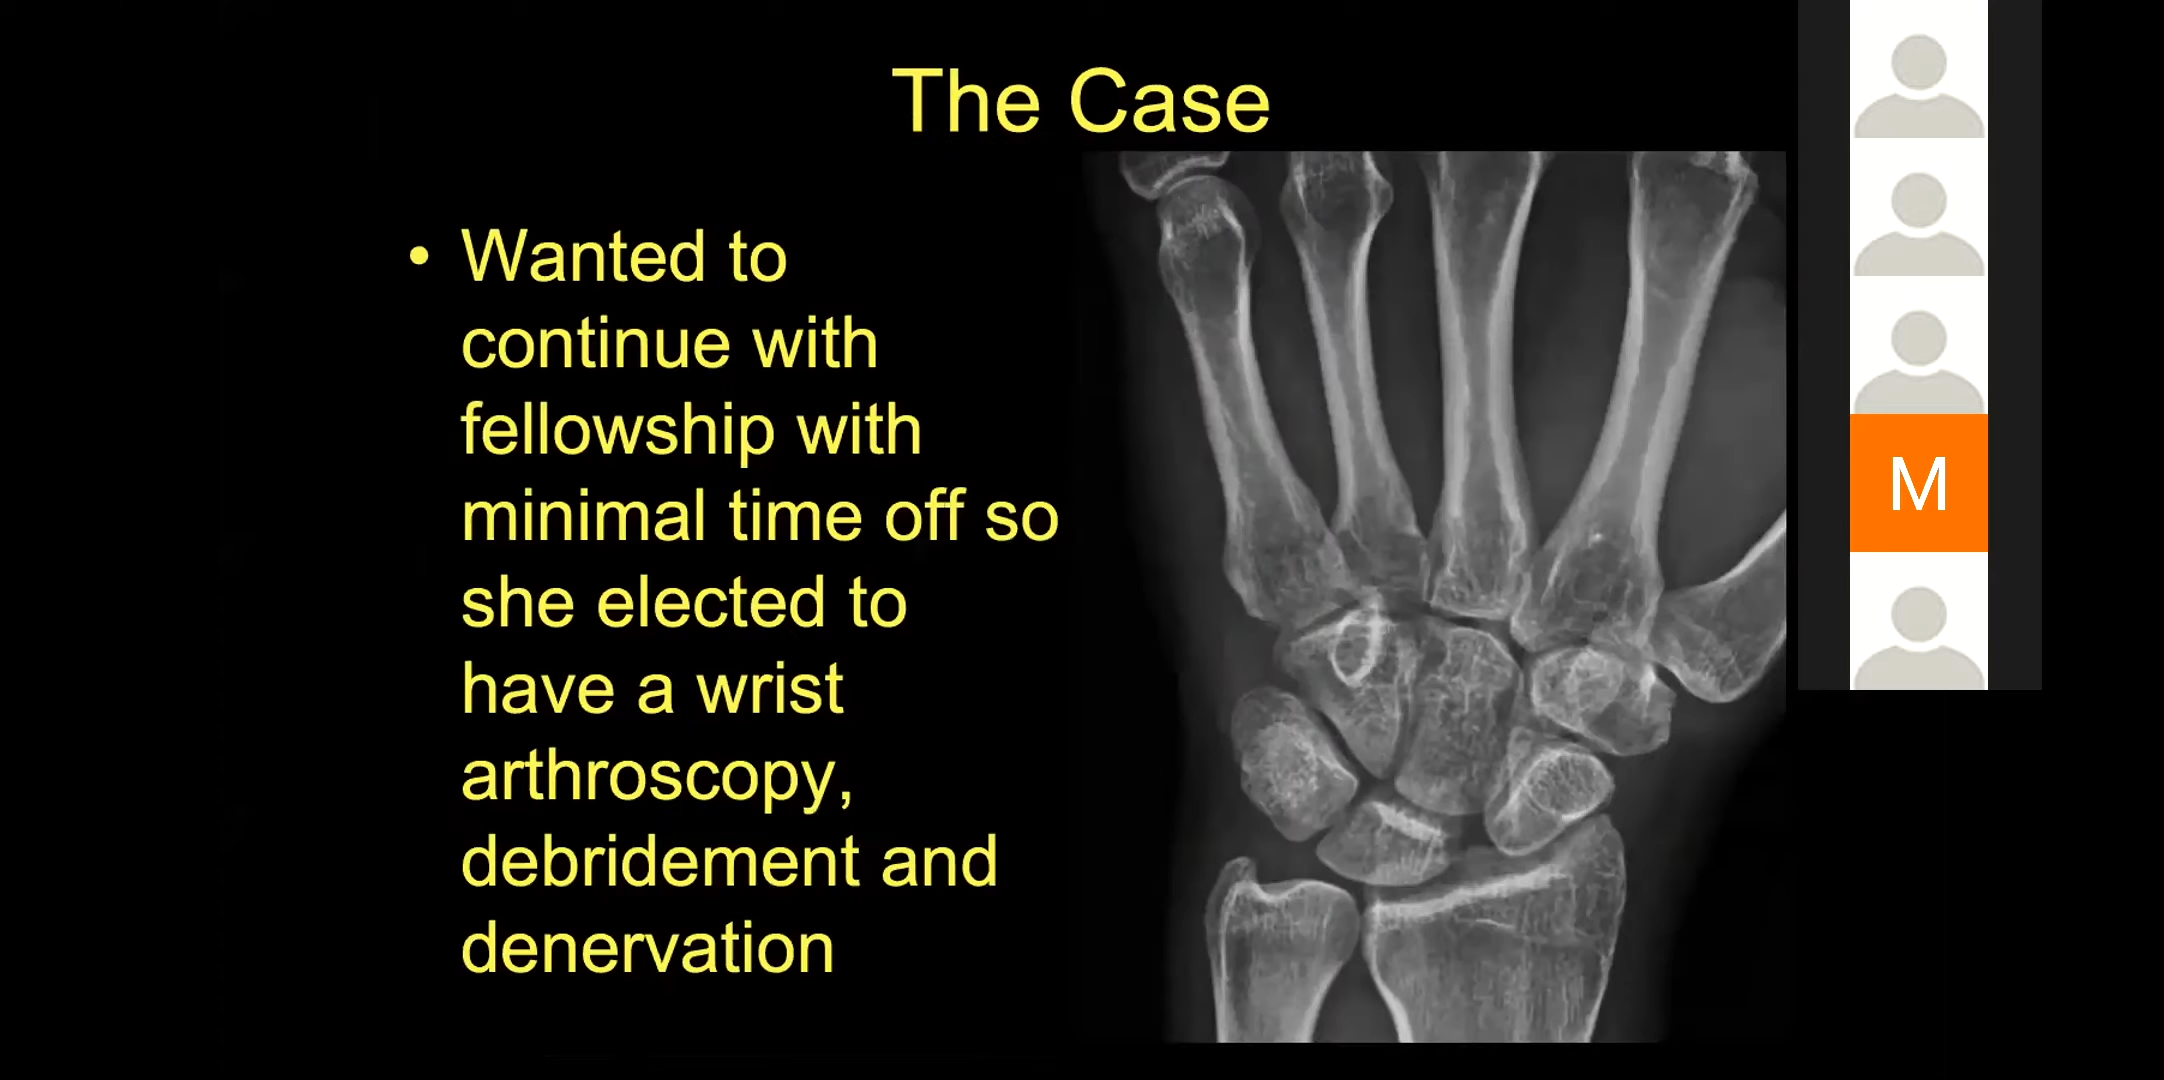 The Case
• Wanted to
continue with
fellowship with
minimal time off so
she elected to
have a wrist
arthroscopy,
debridement and
denervation
M